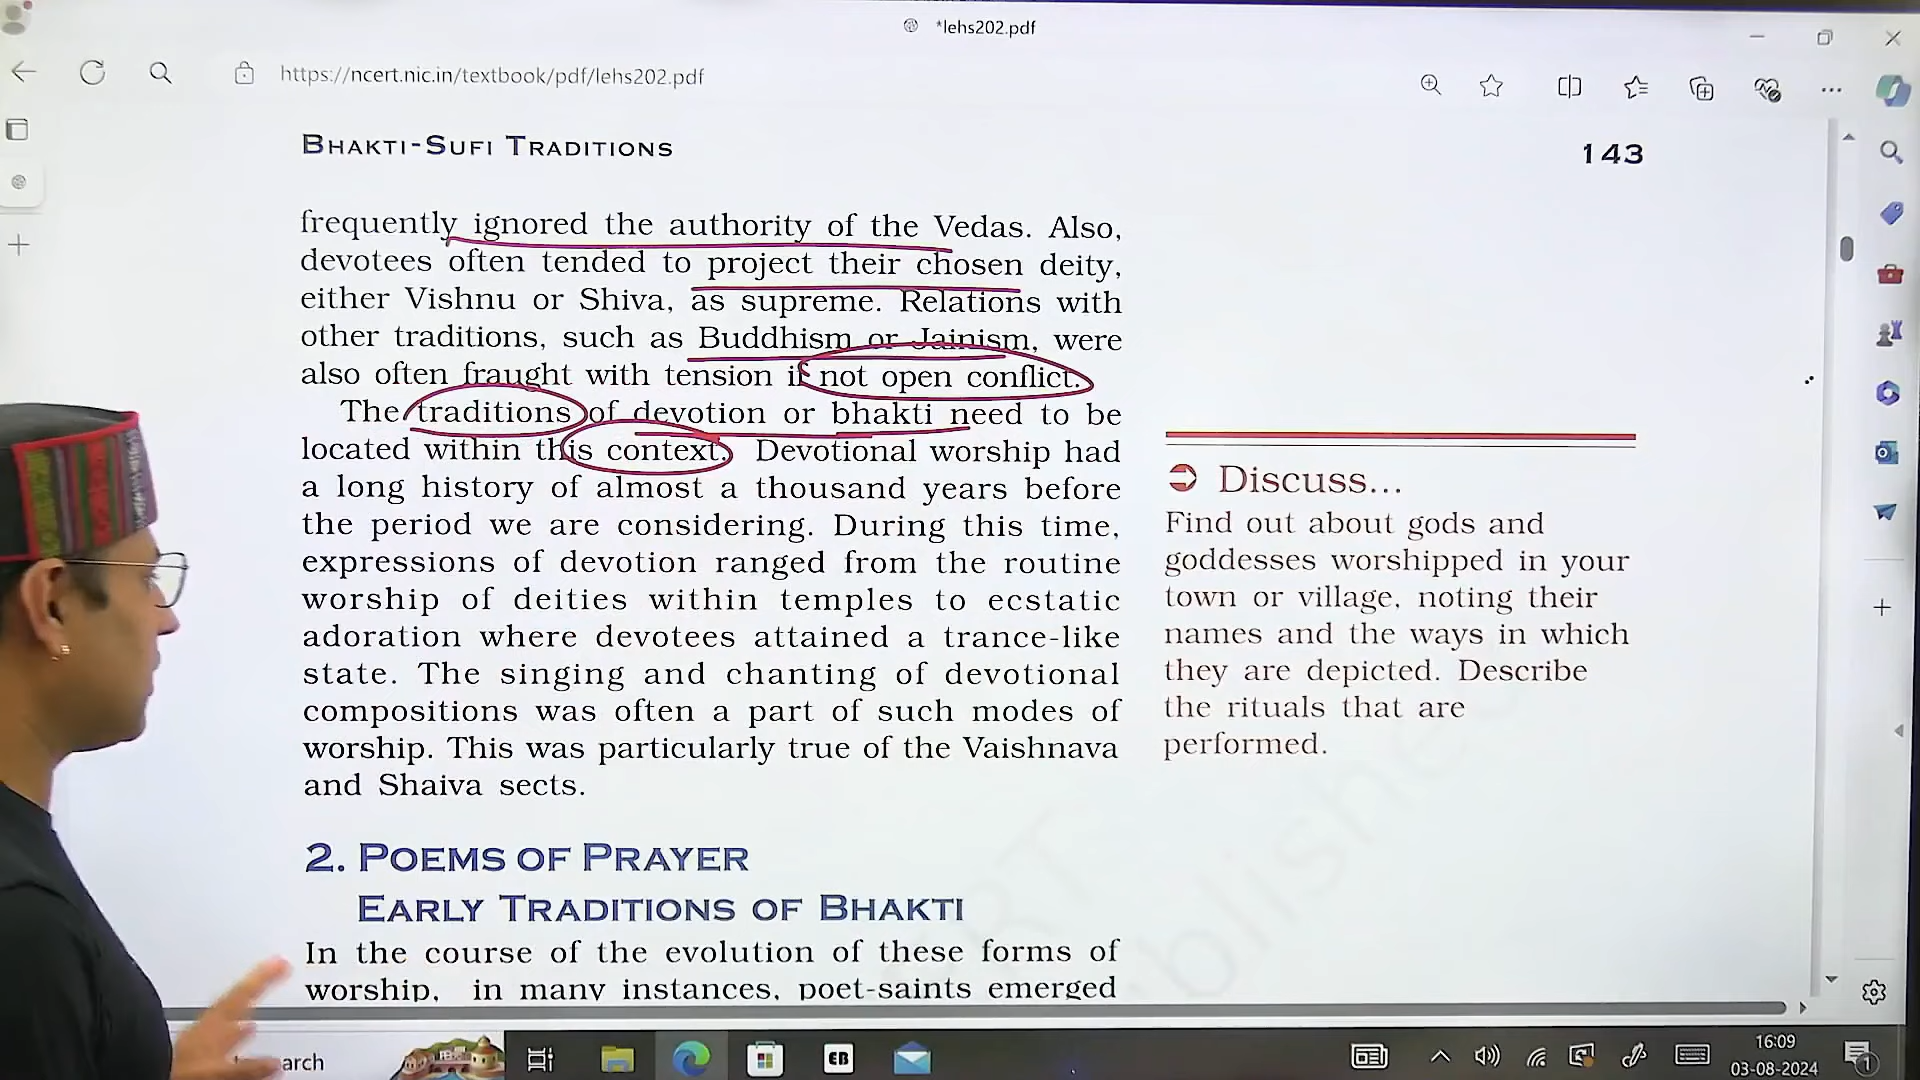 *lehs202.pdf
https://ncert.nic.in/textbook/pdf/lehs202.pdf
BHAKTI-SUFI TRADITIONS
143
frequently ignored the authority of the Vedas. Also,
devotees often tended to project their chosen deity,
either Vishnu or Shiva, as supreme. Relations with
other traditions, such as Buddhism or Jainism, were
also often fraught with tension if not open conflict.
The traditions of devotion or bhakti need to be
located within this context. Devotional worship had
a long history of almost a thousand years before
the period we are considering. During this time,
expressions of devotion ranged from the routine
worship of deities within temples to ecstatic
adoration where devotees attained a trance-like
state. The singing and chanting of devotional
compositions was often a part of such modes of
worship. This was particularly true of the Vaishnava
and Shaiva sects.
2. POEMS OF PRAYER
EARLY TRADITIONS OF BHAKTI
In the course of the evolution of these forms of
worship, in many instances, poet-saints emerged
Discuss...
Find out about gods and
goddesses worshipped in your
town or village, noting their
names and the ways in which
they are depicted. Describe
the rituals that are
performed.
EB
16:09
03-08-2024
1